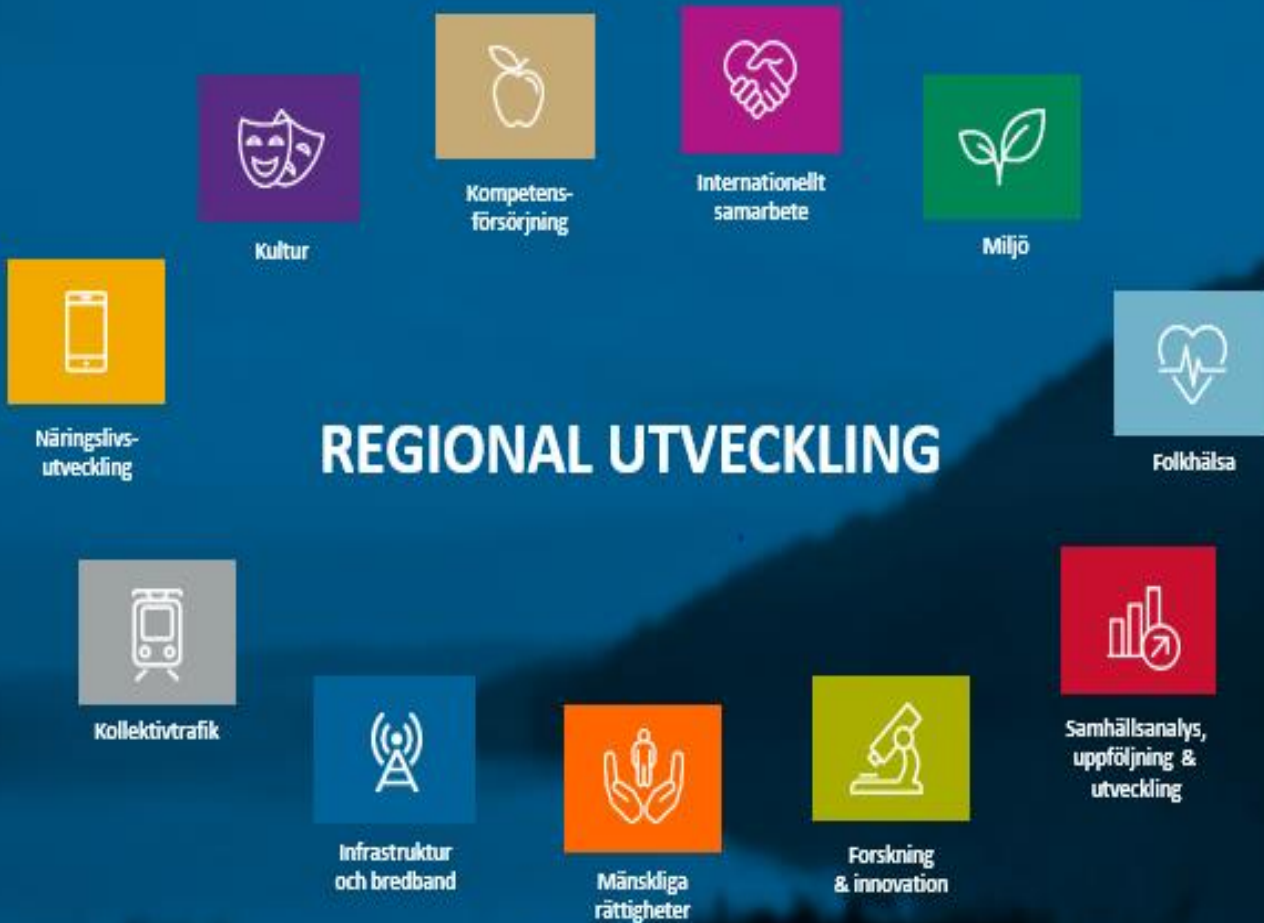 Kultur
Kompetens-
försörjning
Internationellt
samarbete
Miljö
Näringslivs-
utveckling
REGIONAL UTVECKLING
Folkhälsa
Kollektivtrafik
Infrastruktur
och bredband
Mänskliga
rättigheter
Forskning
& innovation
Samhällsanalys,
uppföljning &
utveckling